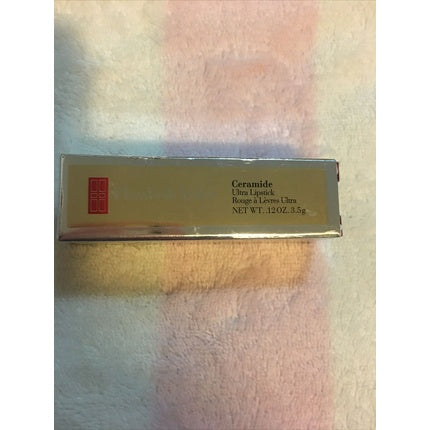 Ceramide
Ultra Lipstick
Rouge à Lèvres Ultra
NET WT. .12 OZ. 3.5g